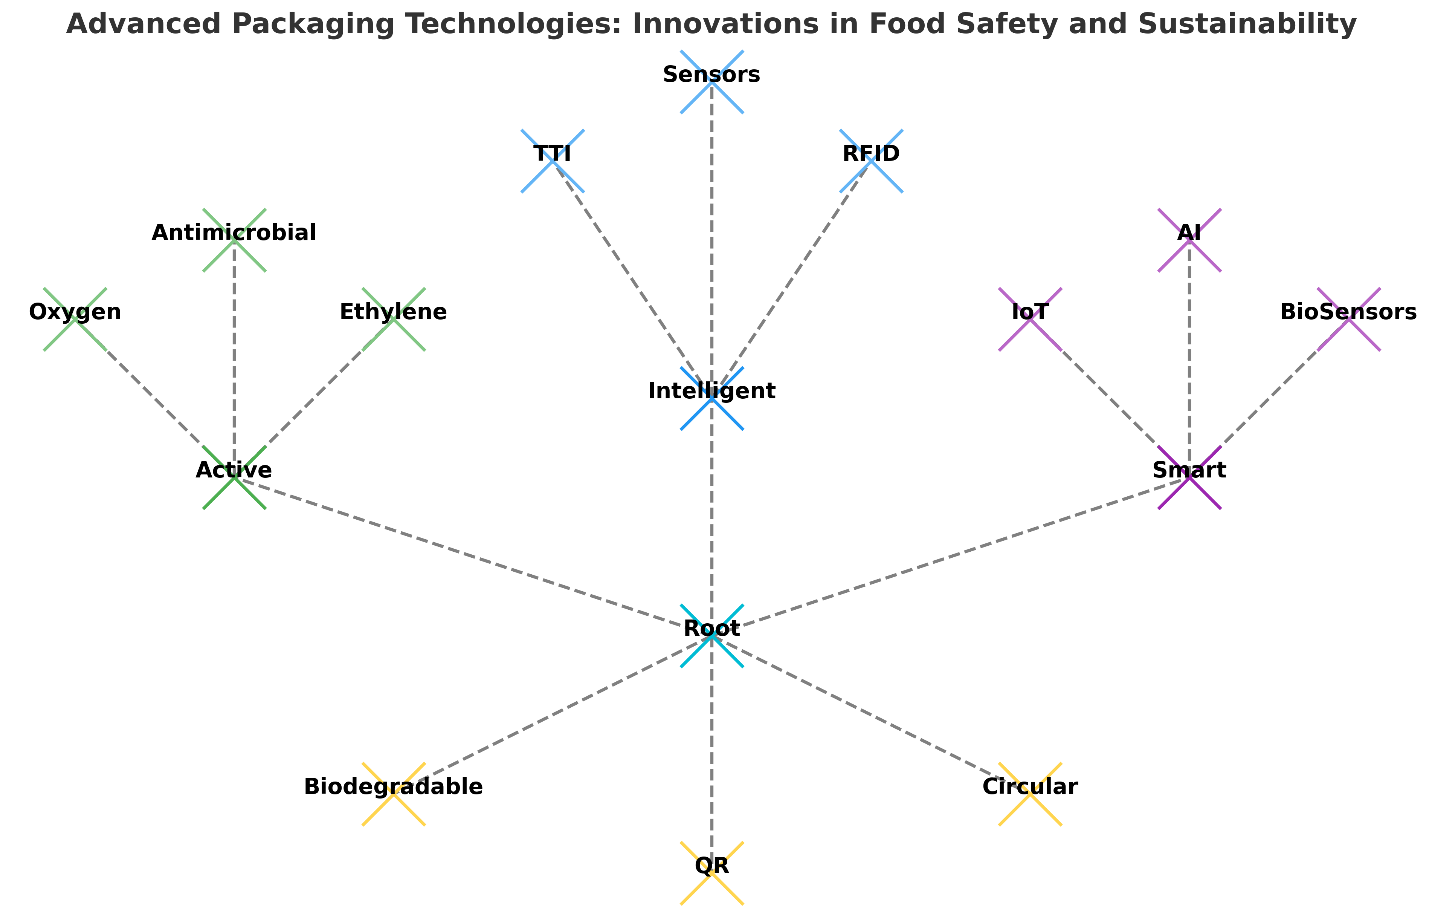 Advanced Packaging Technologies: Innovations in Food Safety and Sustainability
Sensors
TTI
RFID
Antimicrobial
AI
Oxygen
Ethylene
IoT
BioSensors
Intelligent
Active
Smart
Root
Biodegradable
Circular
QR